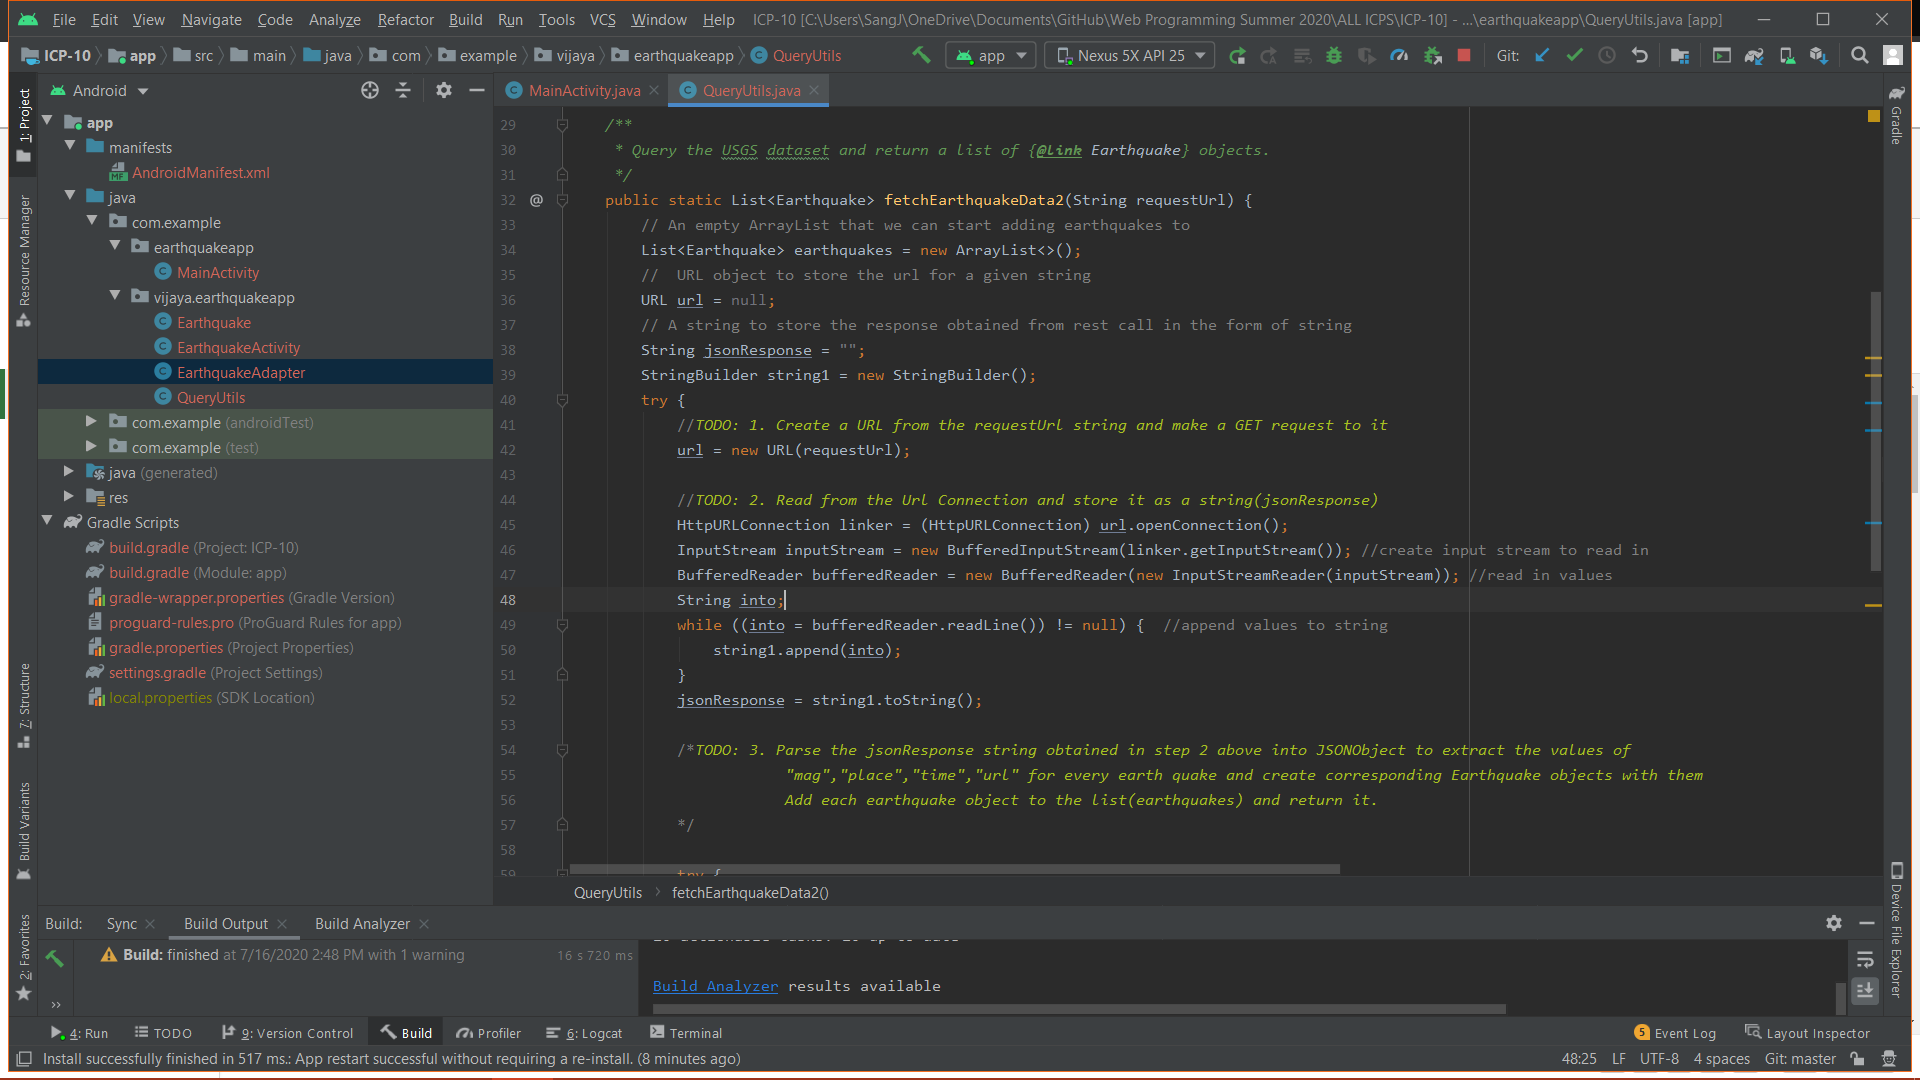 File Edit View Navigate Code Analyze Refactor Build Run Tools VCS Window Help ICP-10 [C:\Users\SangJ\OneDrive\Documents\GitHub\Web Programming Summer 2020\ALL ICPS\ICP-10] - ...\earthquakeapp\QueryUtils.java [app]
ICP-10 app src main java com example vijaya earthquakeapp QueryUtils app Nexus 5X API 25 Git:
Android
MainActivity.java QueryUtils.java
1: Project
Resource Manager
7: Structure
Build Variants
2: Favorites
app
manifests
AndroidManifest.xml
java
com.example
earthquakeapp
MainActivity
vijaya.earthquakeapp
Earthquake
EarthquakeActivity
EarthquakeAdapter
QueryUtils
com.example (androidTest)
com.example (test)
java (generated)
res
Gradle Scripts
build.gradle (Project: ICP-10)
build.gradle (Module: app)
gradle-wrapper.properties (Gradle Version)
proguard-rules.pro (ProGuard Rules for app)
gradle.properties (Project Properties)
settings.gradle (Project Settings)
local.properties (SDK Location)
29 /**
30 * Query the USGS dataset and return a list of {@link Earthquake} objects.
31 */
32 @ public static List<Earthquake> fetchEarthquakeData2(String requestUrl) {
33 // An empty ArrayList that we can start adding earthquakes to
34 List<Earthquake> earthquakes = new ArrayList<>();
35 //  URL object to store the url for a given string
36 URL url = null;
37 // A string to store the response obtained from rest call in the form of string
38 String jsonResponse = "";
39 StringBuilder string1 = new StringBuilder();
40 try {
41 //TODO: 1. Create a URL from the requestUrl string and make a GET request to it
42 url = new URL(requestUrl);
43
44 //TODO: 2. Read from the Url Connection and store it as a string(jsonResponse)
45 HttpURLConnection linker = (HttpURLConnection) url.openConnection();
46 InputStream inputStream = new BufferedInputStream(linker.getInputStream()); //create input stream to read in
47 BufferedReader bufferedReader = new BufferedReader(new InputStreamReader(inputStream)); //read in values
48 String into;
49 while ((into = bufferedReader.readLine()) != null) {  //append values to string
50 string1.append(into);
51 }
52 jsonResponse = string1.toString();
53
54 /*TODO: 3. Parse the jsonResponse string obtained in step 2 above into JSONObject to extract the values of
55 "mag","place","time","url" for every earth quake and create corresponding Earthquake objects with them
56 Add each earthquake object to the list(earthquakes) and return it.
57 */
58
59 try {
QueryUtils fetchEarthquakeData2()
Gradle
Device File Explorer
Build: Sync Build Output Build Analyzer
Build: finished at 7/16/2020 2:48 PM with 1 warning 16 s 720 ms
Build Analyzer results available
4: Run TODO 9: Version Control Build Profiler 6: Logcat Terminal 5 Event Log Layout Inspector
Install successfully finished in 517 ms.: App restart successful without requiring a re-install. (8 minutes ago) 48:25 LF UTF-8 4 spaces Git: master